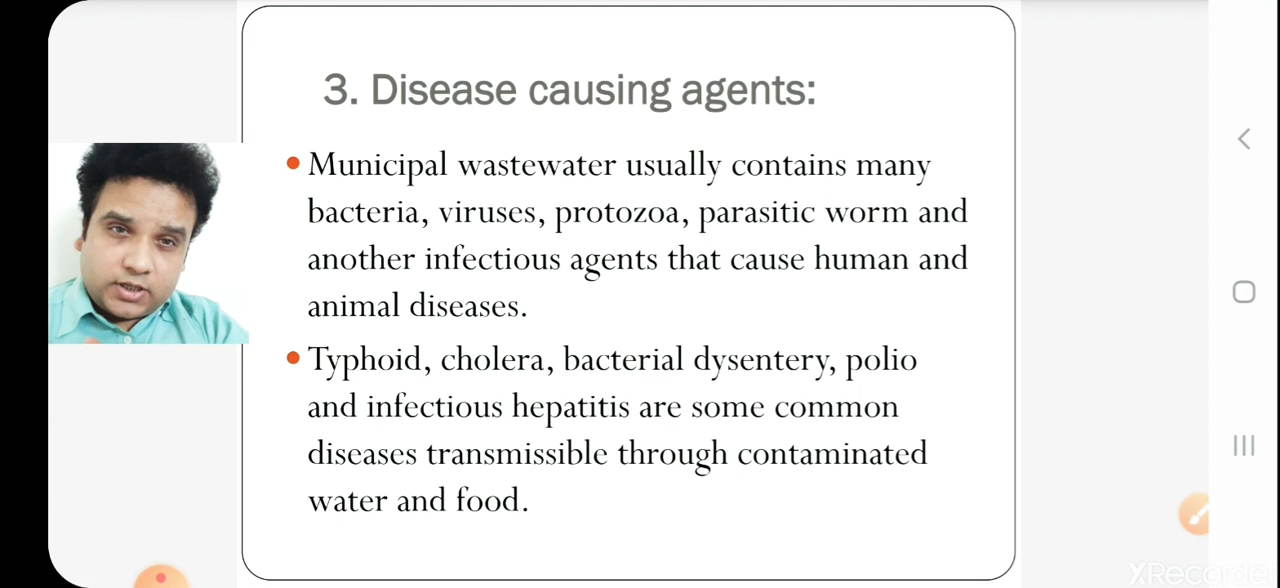 3. Disease causing agents:
• Municipal wastewater usually contains many
bacteria, viruses, protozoa, parasitic worm and
another infectious agents that cause human and
animal diseases.
• Typhoid, cholera, bacterial dysentery, polio
and infectious hepatitis are some common
diseases transmissible through contaminated
water and food.
XRecorder